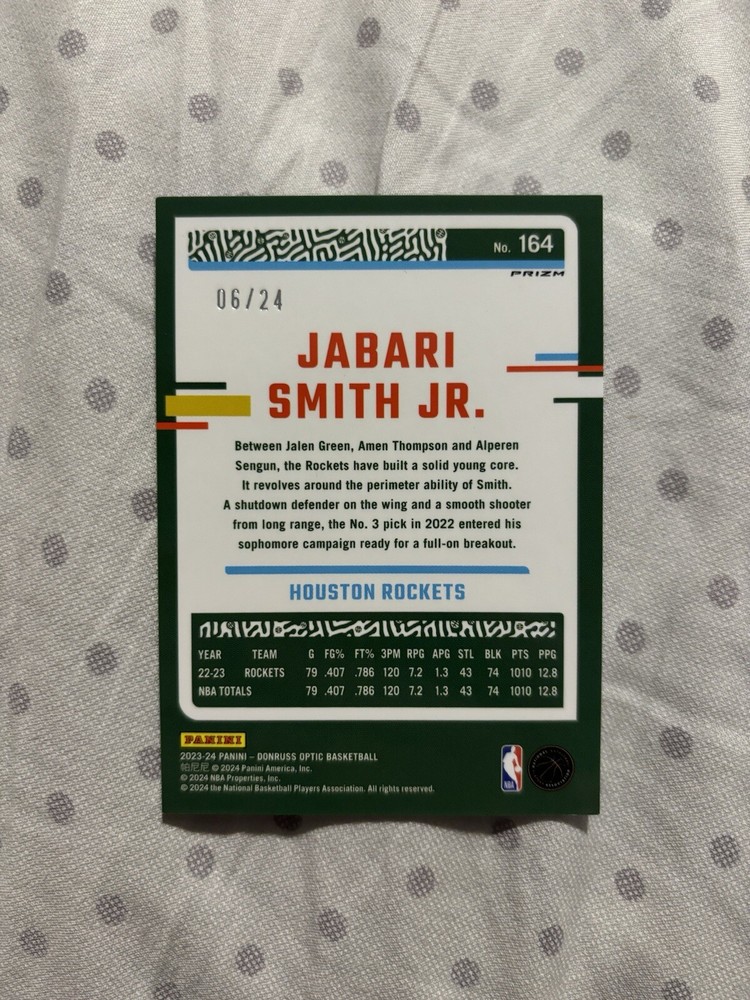 No. 164
PRIZM
06/24
JABARI
SMITH JR.
Between Jalen Green, Amen Thompson and Alperen
Sengun, the Rockets have built a solid young core.
It revolves around the perimeter ability of Smith.
A shutdown defender on the wing and a smooth shooter
from long range, the No. 3 pick in 2022 entered his
sophomore campaign ready for a full-on breakout.
HOUSTON ROCKETS
YEAR TEAM G FG% FT% 3PM RPG APG STL BLK PTS PPG
22-23 ROCKETS 79 .407 .786 120 7.2 1.3 43 74 1010 12.8
NBA TOTALS 79 .407 .786 120 7.2 1.3 43 74 1010 12.8
PANINI
2023-24 PANINI – DONRUSS OPTIC BASKETBALL
帕尼尼 © 2024 Panini America, Inc.
© 2024 NBA Properties, Inc.
© 2024 the National Basketball Players Association. All rights reserved.
NBA